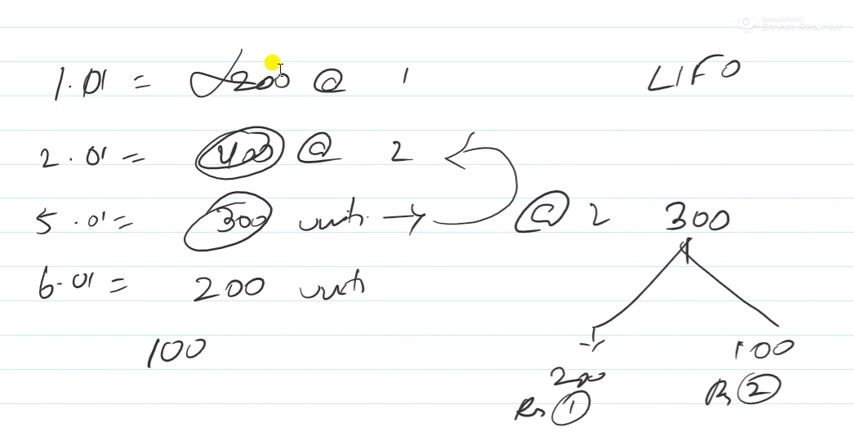 1.01 = 200 @ 1 LIFO
2.01 = 400 @ 2
5.01 = 300 units → @ 2 300
6.01 = 200 units
100 100
200
Rs 1 Rs 2